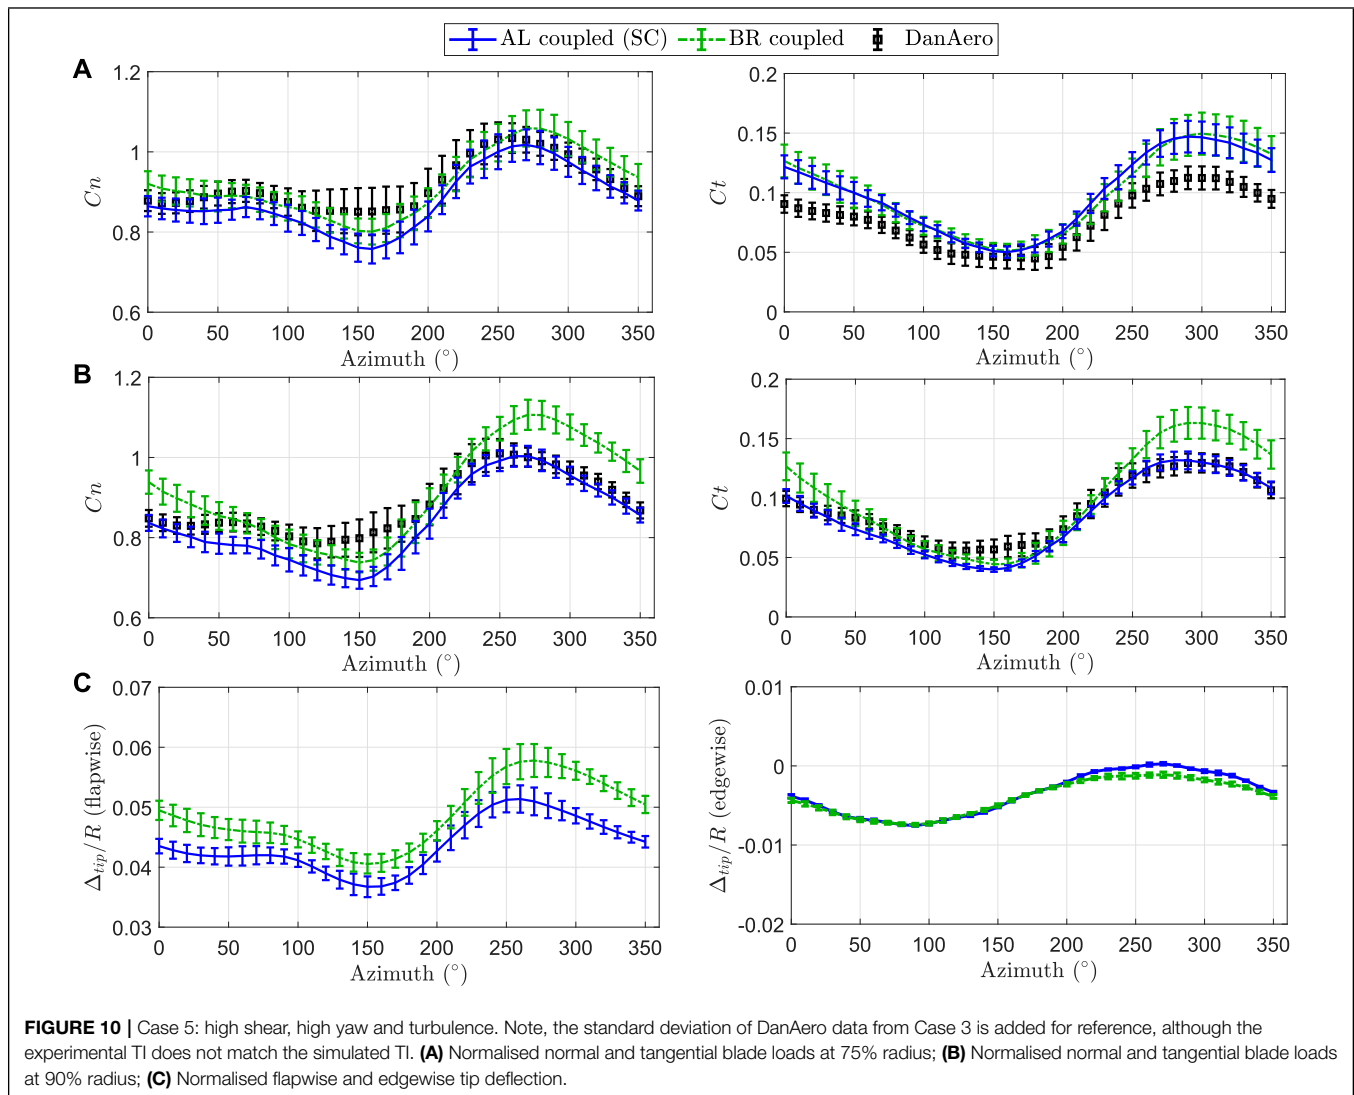 AL coupled (SC) BR coupled DanAero
A
1.2
1
0.8
0.6
Cn
0 50 100 150 200 250 300 350
Azimuth (°)
0.2
0.15
0.1
0.05
0
Ct
0 50 100 150 200 250 300 350
Azimuth (°)
B
1.2
1
0.8
0.6
Cn
0 50 100 150 200 250 300 350
Azimuth (°)
0.2
0.15
0.1
0.05
0
Ct
0 50 100 150 200 250 300 350
Azimuth (°)
C
0.07
0.06
0.05
0.04
0.03
Δtip/R (flapwise)
0 50 100 150 200 250 300 350
Azimuth (°)
0.01
0
-0.01
-0.02
Δtip/R (edgewise)
0 50 100 150 200 250 300 350
Azimuth (°)
FIGURE 10 | Case 5: high shear, high yaw and turbulence. Note, the standard deviation of DanAero data from Case 3 is added for reference, although the
experimental TI does not match the simulated TI. (A) Normalised normal and tangential blade loads at 75% radius; (B) Normalised normal and tangential blade loads
at 90% radius; (C) Normalised flapwise and edgewise tip deflection.